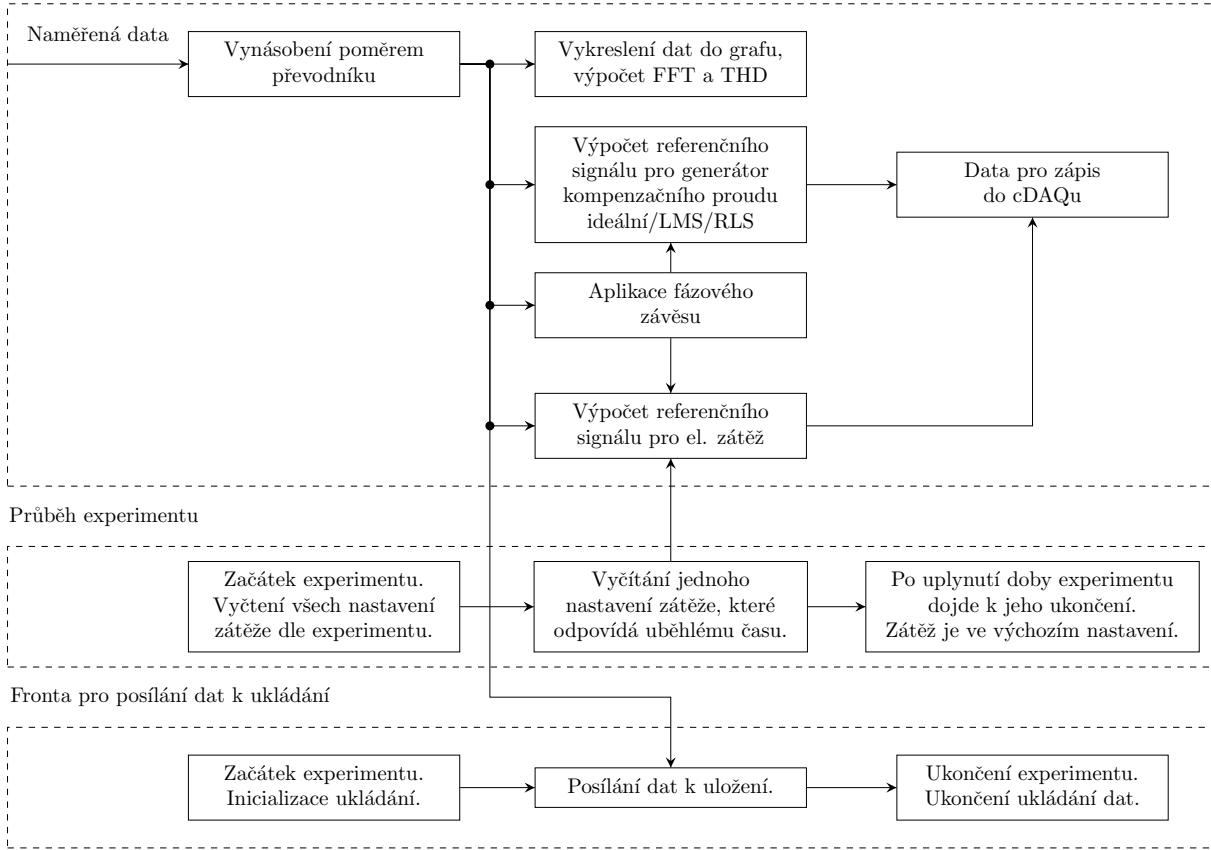 Naměřená data
Vynásobení poměrem
převodníku
Vykreslení dat do grafu,
výpočet FFT a THD
Výpočet referenčního
signálu pro generátor
kompenzačního proudu
ideální/LMS/RLS
Data pro zápis
do cDAQu
Aplikace fázového
závěsu
Výpočet referenčního
signálu pro el. zátěž
Průběh experimentu
Začátek experimentu.
Vyčtení všech nastavení
zátěže dle experimentu.
Vyčítání jednoho
nastavení zátěže, které
odpovídá uběhlému času.
Po uplynutí doby experimentu
dojde k jeho ukončení.
Zátěž je ve výchozím nastavení.
Fronta pro posílání dat k ukládání
Začátek experimentu.
Inicializace ukládání.
Posílání dat k uložení.
Ukončení experimentu.
Ukončení ukládání dat.